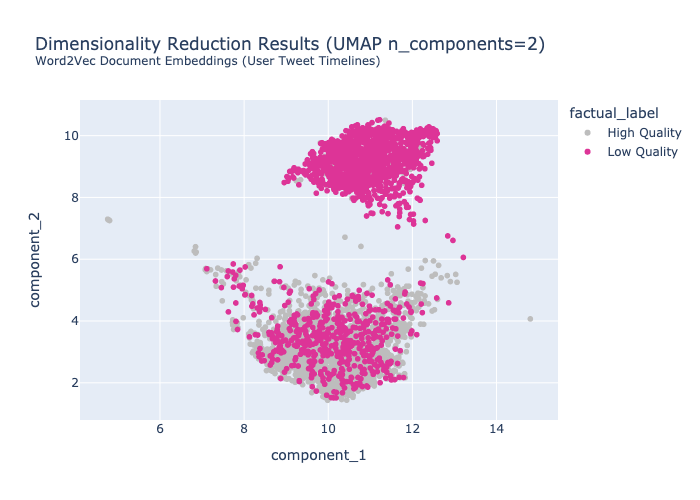 Dimensionality Reduction Results (UMAP n_components=2)
Word2Vec Document Embeddings (User Tweet Timelines)
factual_label
High Quality
Low Quality
component_2
10
8
6
4
2
6
8
10
12
14
component_1